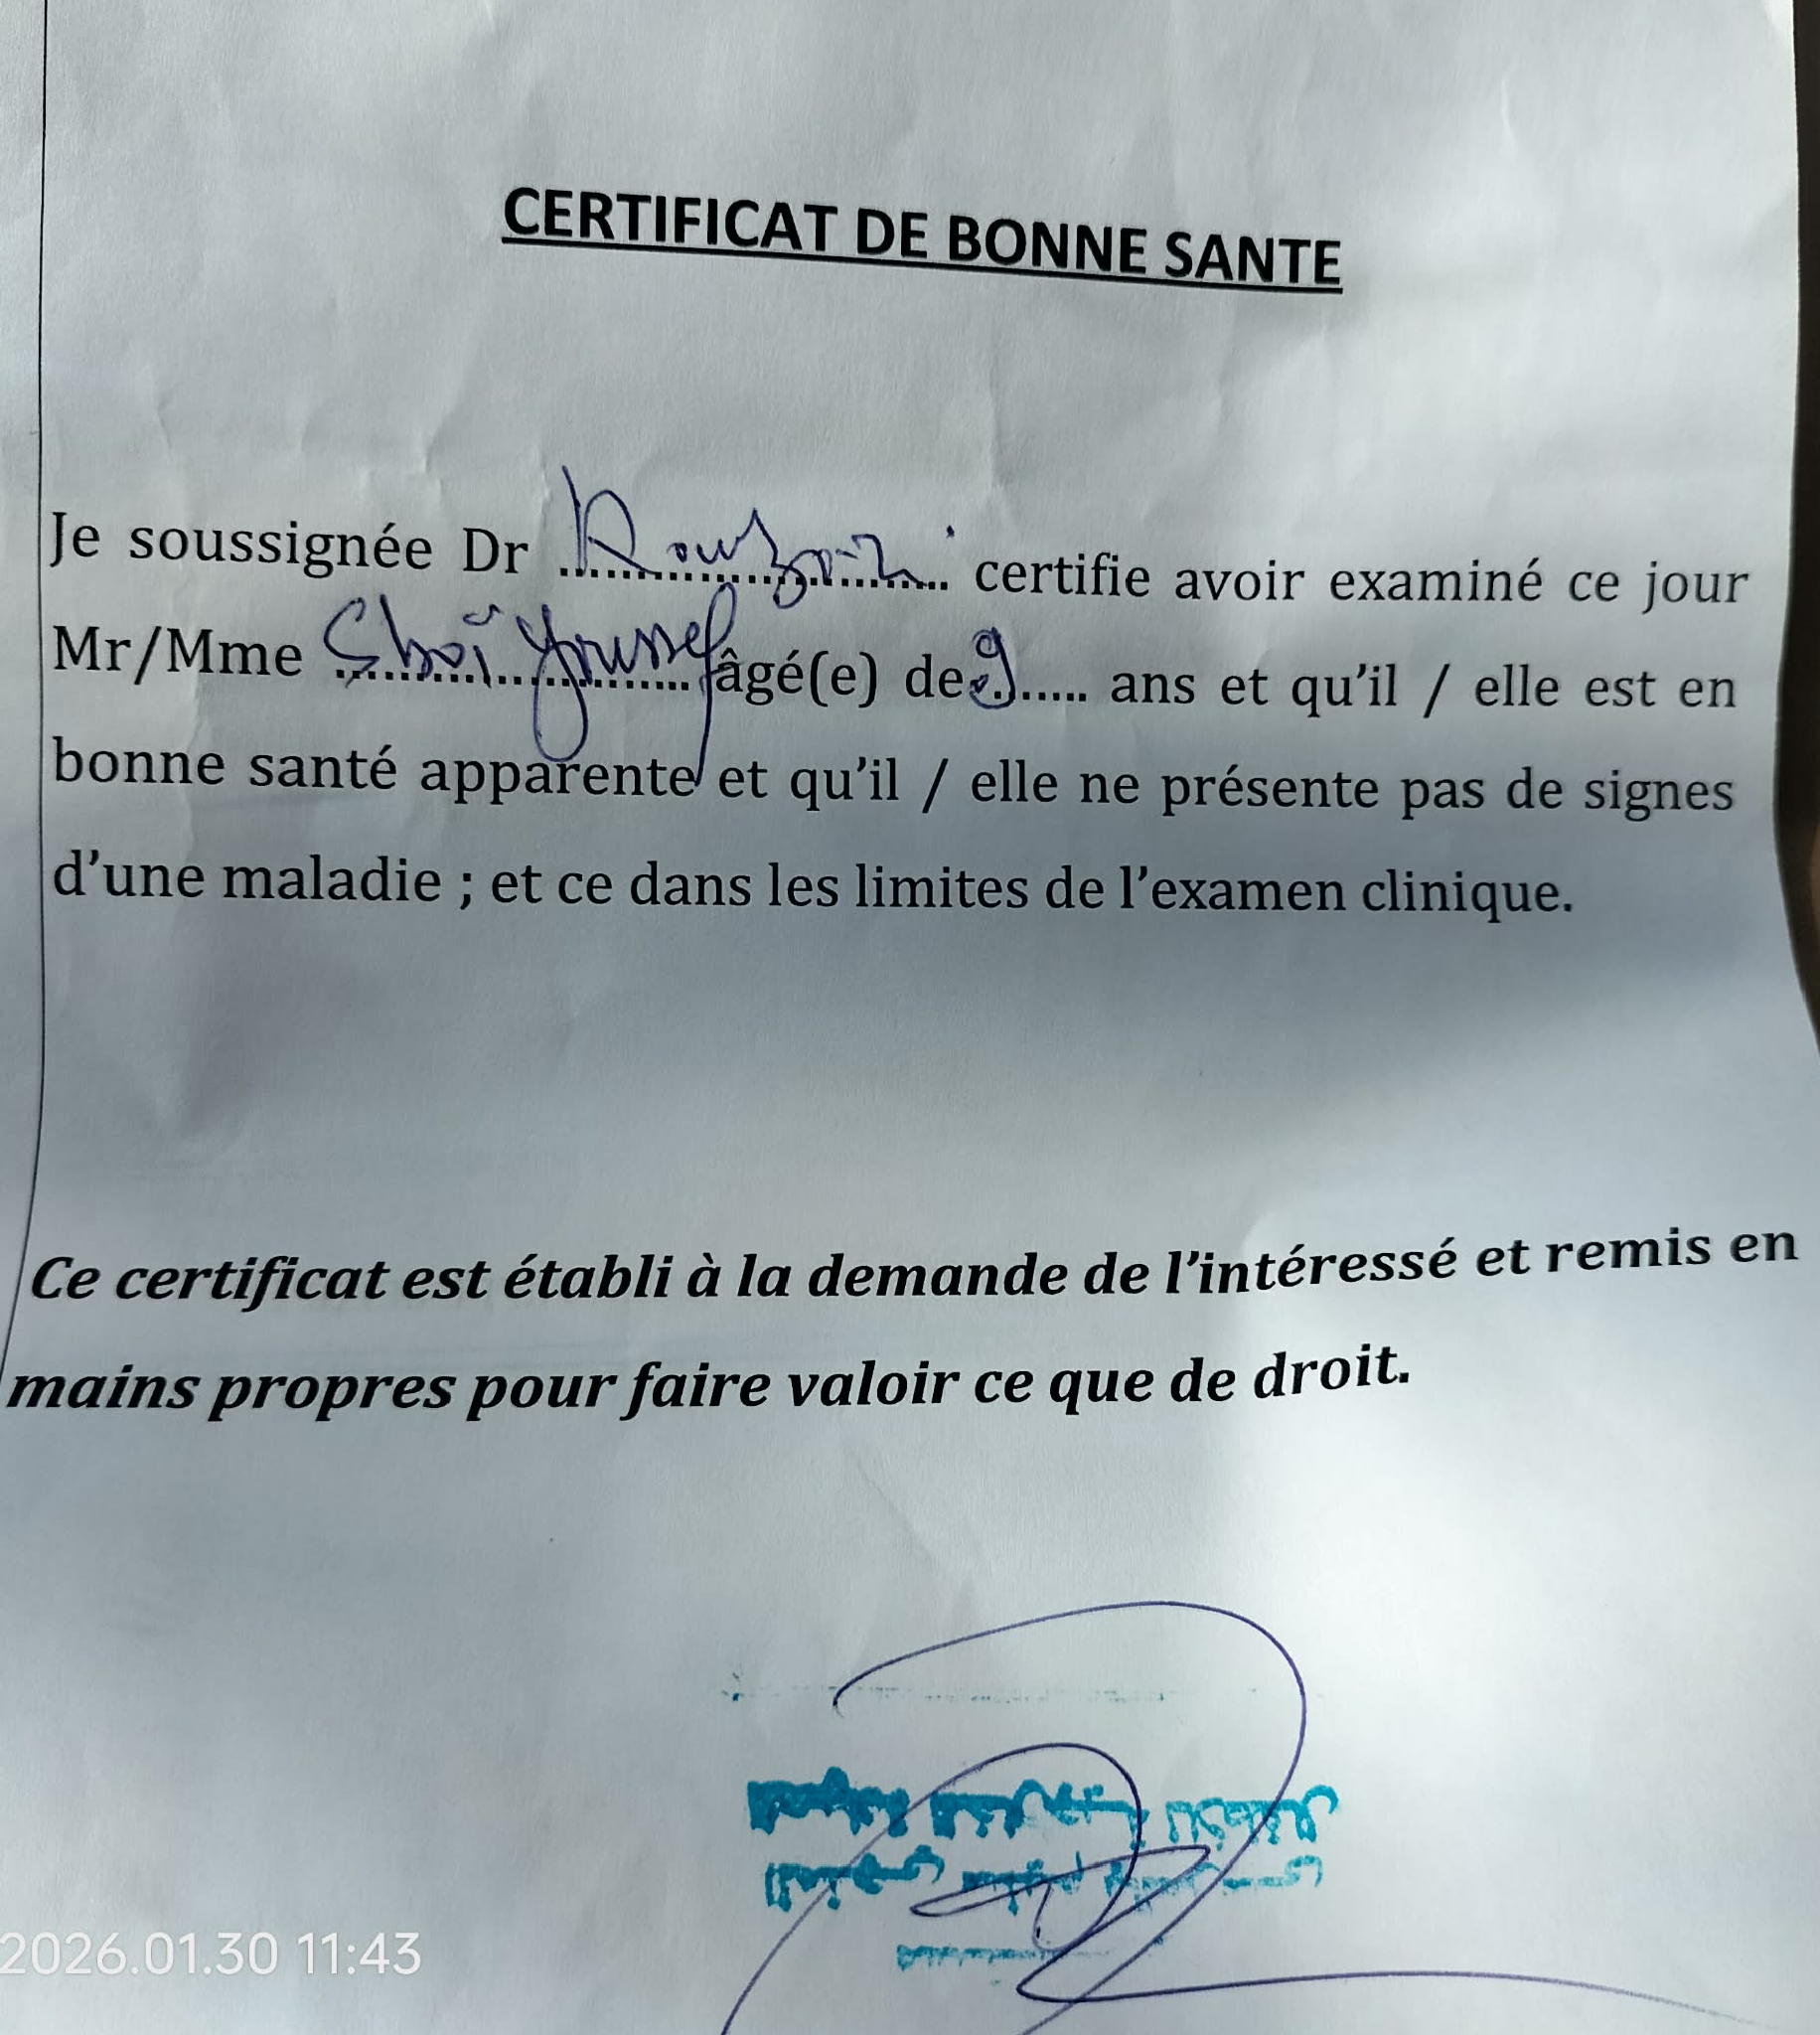 CERTIFICAT DE BONNE SANTE
Je soussignée Dr certifie avoir examiné ce jour
Mr/Mme Youssef âgé(e) de 9 ans et qu'il / elle est en
bonne santé apparente et qu'il / elle ne présente pas de signes
d'une maladie ; et ce dans les limites de l'examen clinique.
Ce certificat est établi à la demande de l'intéressé et remis en
mains propres pour faire valoir ce que de droit.
2026.01.30 11:43